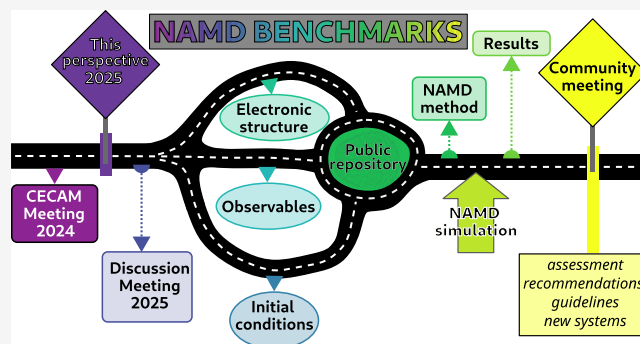 NAMD BENCHMARKS
This
perspective
2025
Results
Community
meeting
NAMD
method
Electronic
structure
Public
repository
CECAM
Meeting
2024
Observables
NAMD
simulation
Discussion
Meeting
2025
Initial
conditions
assessment
recommendations
guidelines
new systems